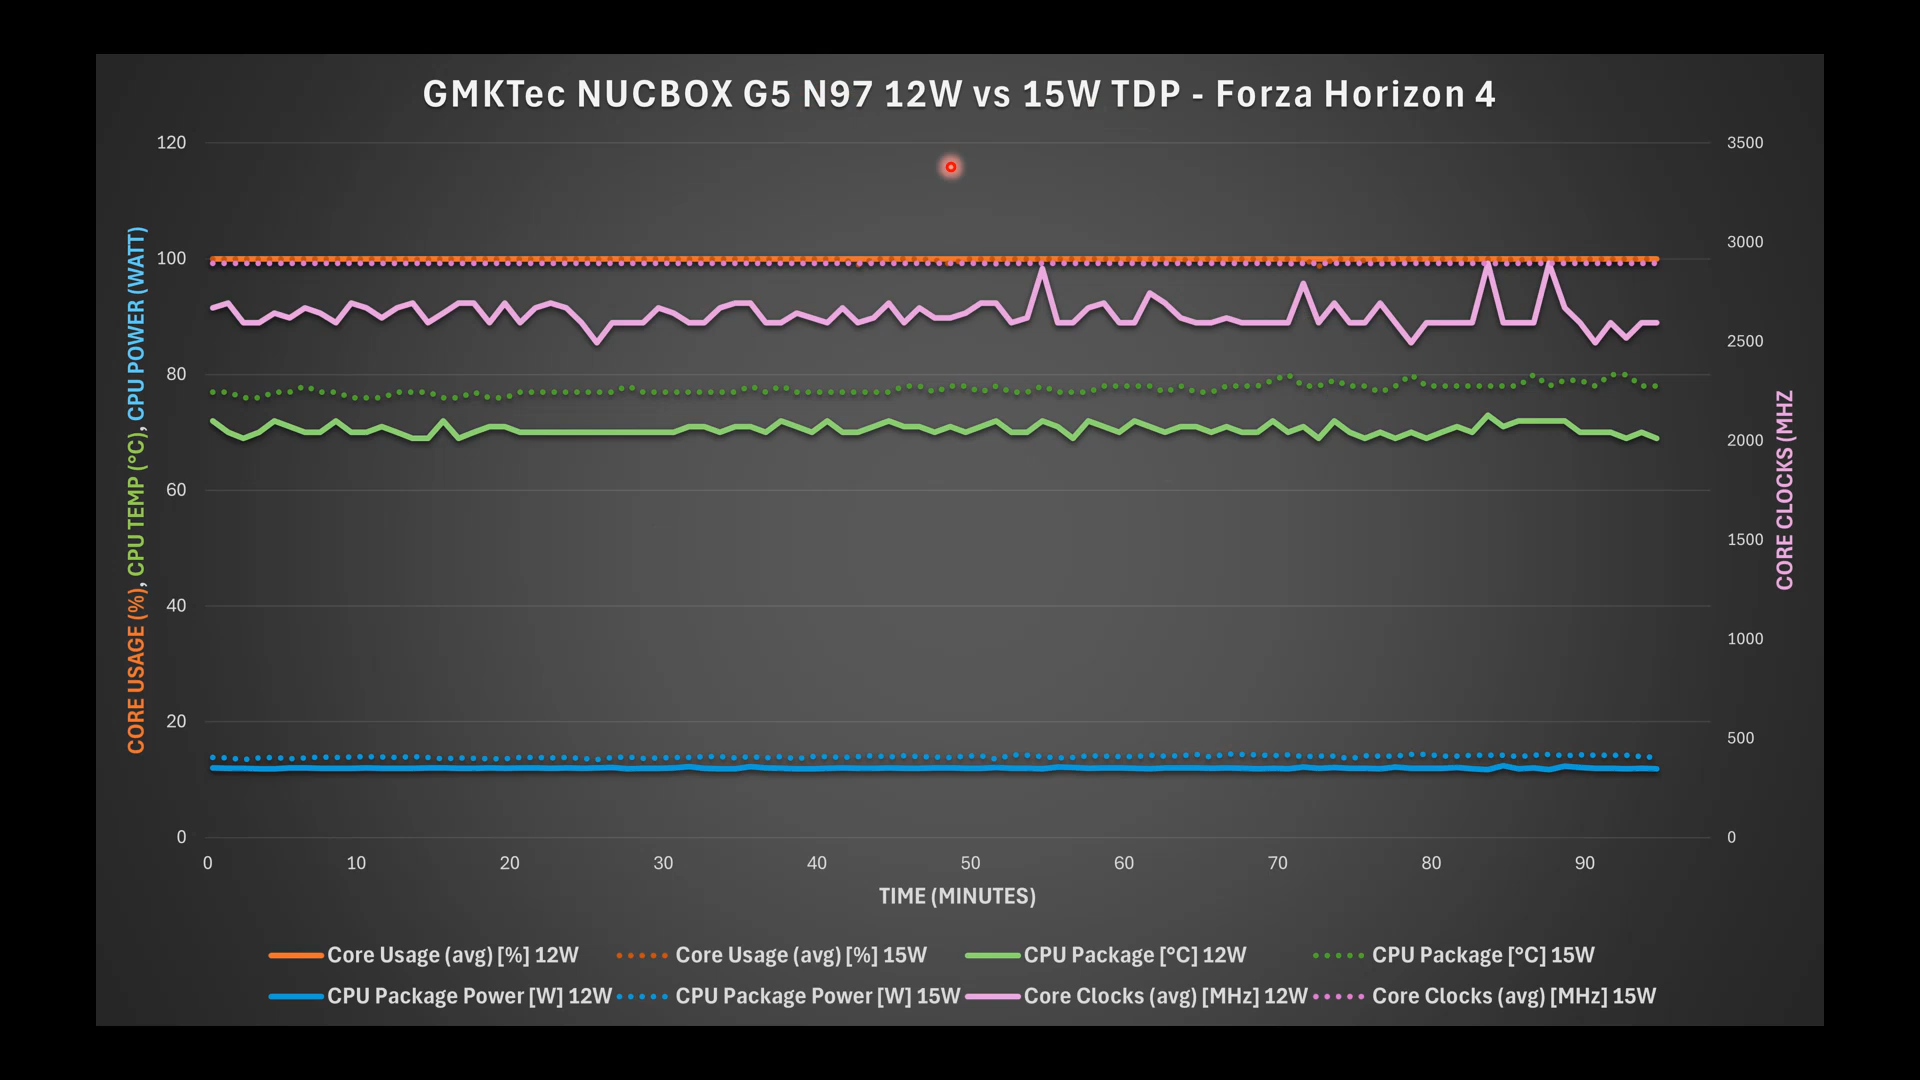 GMKTec NUCBOX G5 N97 12W vs 15W TDP - Forza Horizon 4
CORE USAGE (%), CPU TEMP (°C), CPU POWER (WATT)
120
100
80
60
40
20
0
3500
3000
2500
2000
1500
1000
500
0
CORE CLOCKS (MHZ
0 10 20 30 40 50 60 70 80 90
TIME (MINUTES)
Core Usage (avg) [%] 12W Core Usage (avg) [%] 15W CPU Package [°C] 12W CPU Package [°C] 15W
CPU Package Power [W] 12W CPU Package Power [W] 15W Core Clocks (avg) [MHz] 12W Core Clocks (avg) [MHz] 15W